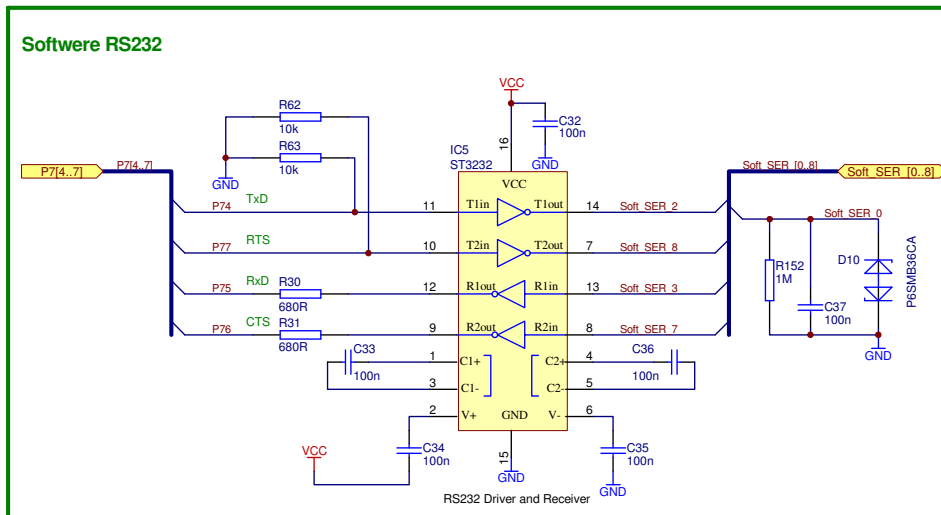 Softwere RS232
VCC
R62
10k
C32
100n
R63
10k
16
IC5
ST3232
GND
P7[4..7]
P7[4..7]
Soft_SER_[0..8]
Soft_SER_[0..8]
GND
VCC
P74
TxD
11
T1in
T1out
14
Soft_SER_2
Soft_SER_0
P77
RTS
10
T2in
T2out
7
Soft_SER_8
R152
1M
D10
P6SMB36CA
P75
RxD
R30
680R
12
R1out
R1in
13
Soft_SER_3
C37
100n
P76
CTS
R31
680R
9
R2out
R2in
8
Soft_SER_7
GND
C33
100n
1
C1+
C2+
4
C36
100n
3
C1-
C2-
5
2
V+
GND
V-
6
VCC
C34
100n
15
GND
C35
100n
GND
RS232 Driver and Receiver